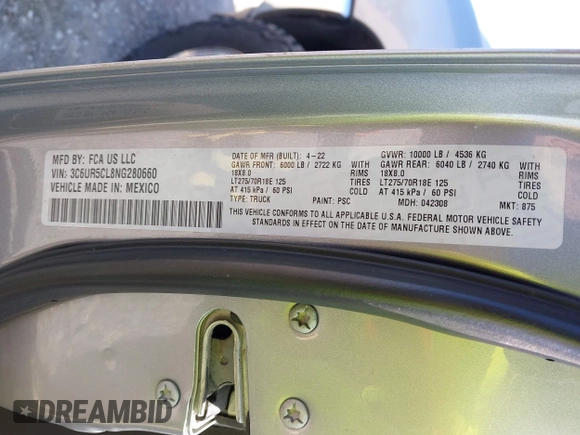 MFD BY: FCA US LLC
VIN: 3C6UR5CL8NG280660
VEHICLE MADE IN: MEXICO
DATE OF MFR (BUILT): 4-22
GAWR FRONT: 6000 LB / 2722 KG
18X8.0
LT275/70R18E 125
AT 415 kPa / 60 PSI
TYPE: TRUCK
RIMS
TIRES
COLD
PAINT: PSC
GVWR: 10000 LB / 4536 KG
GAWR REAR: 6040 LB / 2740 KG
18X8.0
LT275/70R18E 125
AT 415 kPa / 60 PSI
MDH: 042308
RIMS
TIRES
COLD
MKT: 875
CONFORMS TO ALL APPLICABLE U.S.A. FEDERAL MOTOR VEHICLE SAFETY
STANDARDS IN EFFECT ON THE DATE OF MANUFACTURE SHOWN ABOVE.
DREAMBID